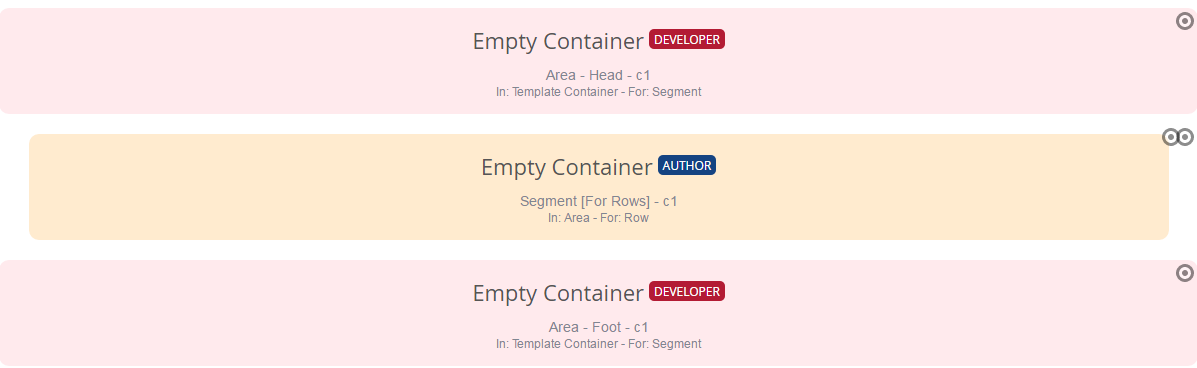 Empty Container DEVELOPER
Area - Head - c1
In: Template Container - For: Segment
Empty Container AUTHOR
Segment [For Rows] - c1
In: Area - For: Row
Empty Container DEVELOPER
Area - Foot - c1
In: Template Container - For: Segment